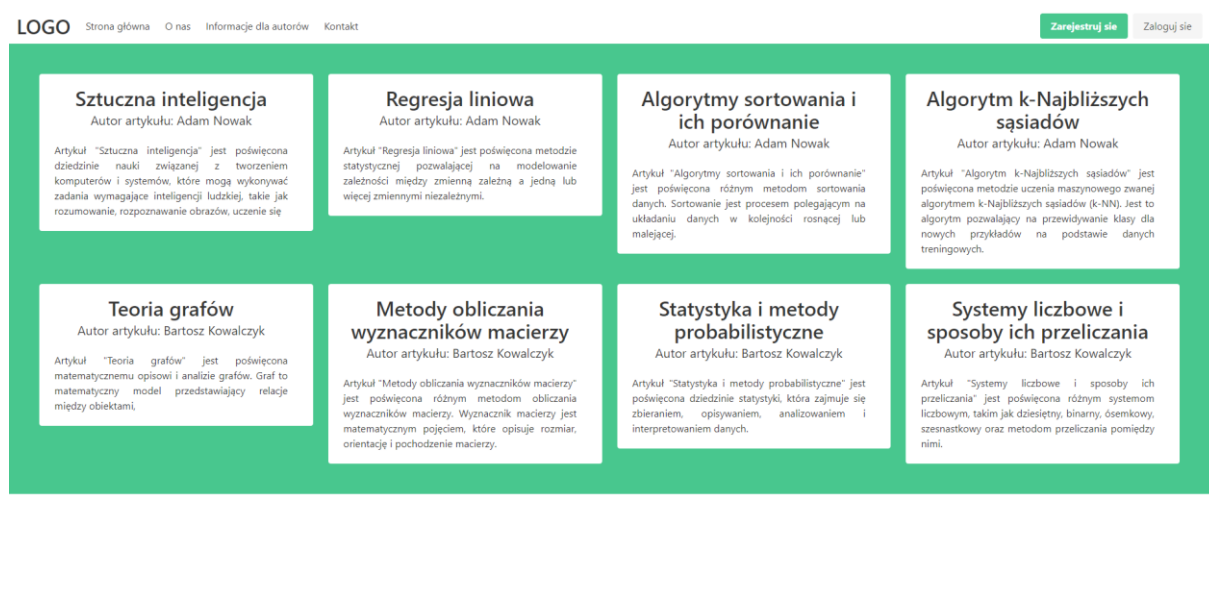 LOGO Strona główna O nas Informacje dla autorów Kontakt Zarejestruj sie Zaloguj sie
Sztuczna inteligencja
Autor artykułu: Adam Nowak
Artykuł "Sztuczna inteligencja" jest poświęcona
dziedzinie nauki związanej z tworzeniem
komputerów i systemów, które mogą wykonywać
zadania wymagające inteligencji ludzkiej, takie jak
rozumowanie, rozpoznawanie obrazów, uczenie się
Regresja liniowa
Autor artykułu: Adam Nowak
Artykuł "Regresja liniowa" jest poświęcona metodzie
statystycznej pozwalającej na modelowanie
zależności między zmienną zależną a jedną lub
więcej zmiennymi niezależnymi.
Algorytmy sortowania i
ich porównanie
Autor artykułu: Adam Nowak
Artykuł "Algorytmy sortowania i ich porównanie"
jest poświęcona różnym metodom sortowania
danych. Sortowanie jest procesem polegającym na
układaniu danych w kolejności rosnącej lub
malejącej.
Algorytm k-Najbliższych
sąsiadów
Autor artykułu: Adam Nowak
Artykuł "Algorytm k-Najbliższych sąsiadów" jest
poświęcona metodzie uczenia maszynowego zwanej
algorytmem k-Najbliższych sąsiadów (k-NN). Jest to
algorytm pozwalający na przewidywanie klasy dla
nowych przykładów na podstawie danych
treningowych.
Teoria grafów
Autor artykułu: Bartosz Kowalczyk
Artykuł "Teoria grafów" jest poświęcona
matematycznemu opisowi i analizie grafów. Graf to
matematyczny model przedstawiający relacje
między obiektami,
Metody obliczania
wyznaczników macierzy
Autor artykułu: Bartosz Kowalczyk
Artykuł "Metody obliczania wyznaczników macierzy"
jest poświęcona różnym metodom obliczania
wyznaczników macierzy. Wyznacznik macierzy jest
matematycznym pojęciem, które opisuje rozmiar,
orientację i pochodzenie macierzy.
Statystyka i metody
probabilistyczne
Autor artykułu: Bartosz Kowalczyk
Artykuł "Statystyka i metody probabilistyczne" jest
poświęcona dziedzinie statystyki, która zajmuje się
zbieraniem, opisywaniem, analizowaniem i
interpretowaniem danych.
Systemy liczbowe i
sposoby ich przeliczania
Autor artykułu: Bartosz Kowalczyk
Artykuł "Systemy liczbowe i sposoby ich
przeliczania" jest poświęcona różnym systemom
liczbowym, takim jak dziesiętny, binarny, ósemkowy,
szesnastkowy oraz metodom przeliczania pomiędzy
nimi.